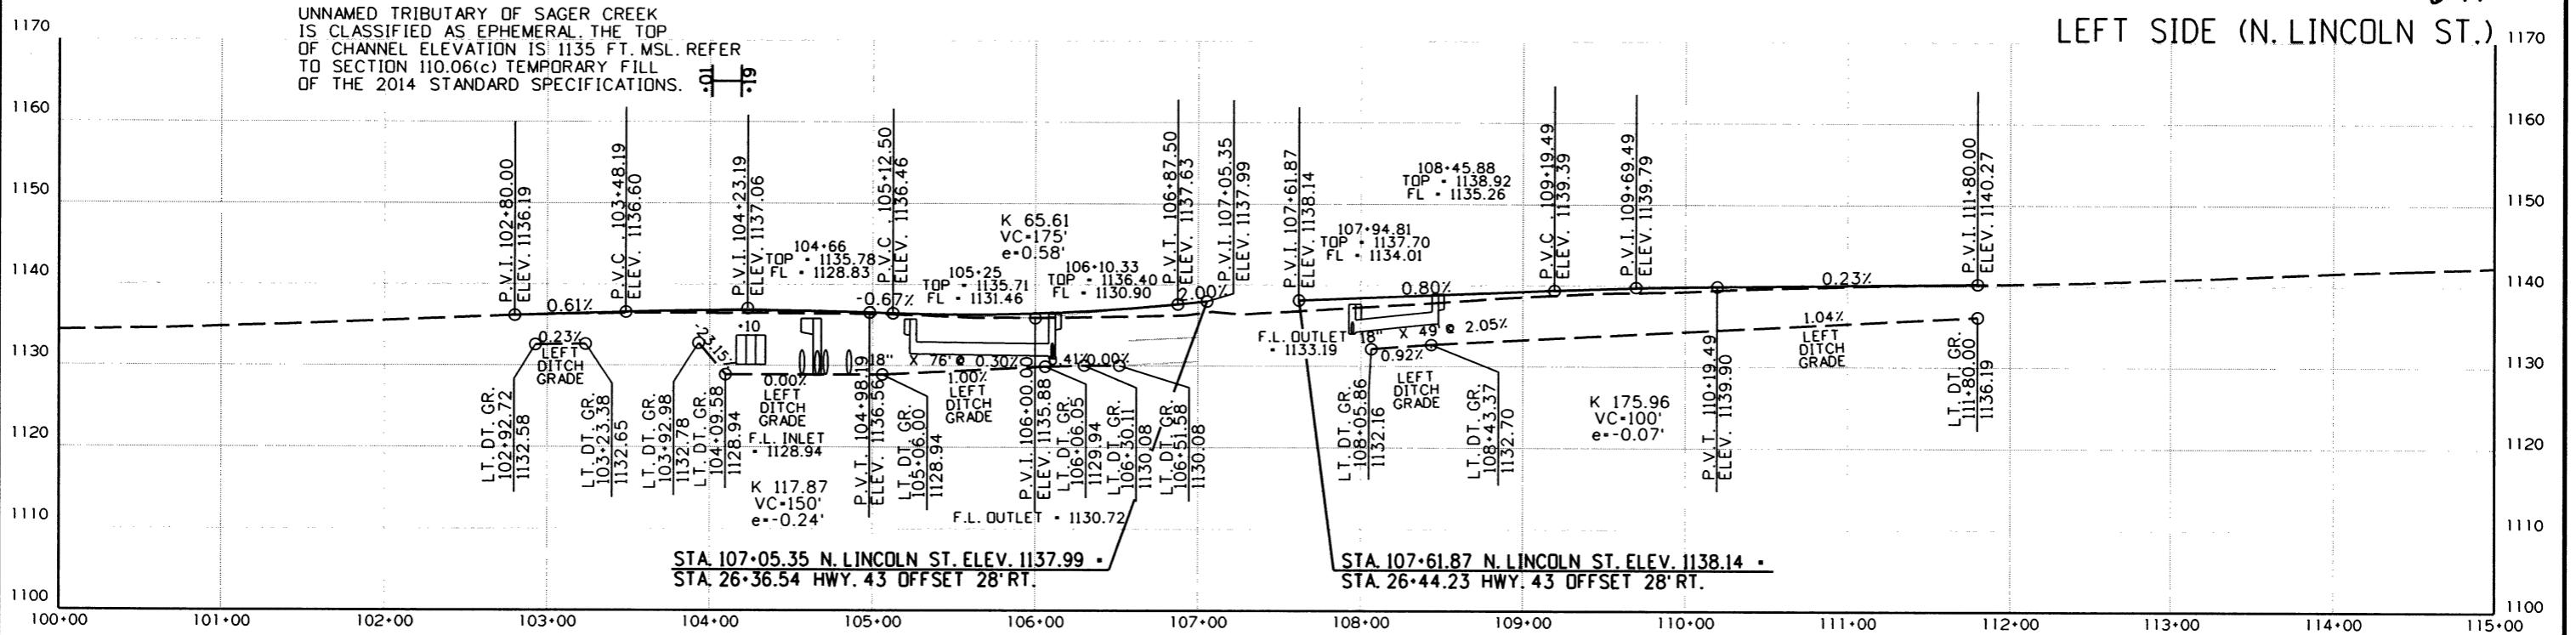 UNNAMED TRIBUTARY OF SAGER CREEK
IS CLASSIFIED AS EPHEMERAL. THE TOP
OF CHANNEL ELEVATION IS 1135 FT. MSL. REFER
TO SECTION 110.06(c) TEMPORARY FILL
OF THE 2014 STANDARD SPECIFICATIONS.
.01
.19
LEFT SIDE (N. LINCOLN ST.)
1170
1160
1150
1140
1130
1120
1110
1100
1170
1160
1150
1140
1130
1120
1110
1100
P.V.I. 102+80.00
ELEV. 1136.19
P.V.C. 103+48.19
ELEV. 1136.60
P.V.I. 104+23.19
ELEV. 1137.06
104+66
TOP = 1135.78
FL = 1128.83
P.V.C. 105+12.50
ELEV. 1136.46
105+25
TOP = 1135.71
FL = 1131.46
K 65.61
VC=175'
e=0.58'
106+10.33
TOP = 1136.40
FL = 1130.90
P.V.T. 106+87.50
ELEV. 1137.63
P.V.I. 107+05.35
ELEV. 1137.99
P.V.I. 107+61.87
ELEV. 1138.14
107+94.81
TOP = 1137.70
FL = 1134.01
108+45.88
TOP = 1138.92
FL = 1135.26
P.V.C. 109+19.49
ELEV. 1139.39
P.V.I. 109+69.49
ELEV. 1139.79
P.V.I. 111+80.00
ELEV. 1140.27
0.61%
-0.67%
2.00%
0.80%
0.23%
0.23%
LEFT
DITCH
GRADE
+10
0.00%
LEFT
DITCH
GRADE
F.L. INLET
= 1128.94
18" X 76' @ 0.30%
1.00%
LEFT
DITCH
GRADE
0.41%
0.00%
F.L. OUTLET
= 1133.19
18" X 49' @ 2.05%
0.92%
LEFT
DITCH
GRADE
1.04%
LEFT
DITCH
GRADE
LT. DT. GR.
102+92.72
1132.58
LT. DT. GR.
103+23.38
1132.65
LT. DT. GR.
103+92.98
1132.78
LT. DT. GR.
104+09.58
1128.94
K 117.87
VC=150'
e=-0.24'
P.V.T. 104+98.19
ELEV. 1136.56
LT. DT. GR.
105+06.00
1128.94
P.V.I. 106+00.00
ELEV. 1135.88
LT. DT. GR.
106+06.05
1129.94
LT. DT. GR.
106+30.11
1130.08
LT. DT. GR.
106+51.58
1130.08
F.L. OUTLET = 1130.72
LT. DT. GR.
108+05.86
1132.16
LT. DT. GR.
108+43.37
1132.70
K 175.96
VC=100'
e=-0.07'
P.V.T. 110+19.49
ELEV. 1139.90
LT. DT. GR.
111+80.00
1136.19
STA. 107+05.35 N. LINCOLN ST. ELEV. 1137.99 =
STA. 26+36.54 HWY. 43 OFFSET 28' RT.
STA. 107+61.87 N. LINCOLN ST. ELEV. 1138.14 =
STA. 26+44.23 HWY. 43 OFFSET 28' RT.
100+00 101+00 102+00 103+00 104+00 105+00 106+00 107+00 108+00 109+00 110+00 111+00 112+00 113+00 114+00 115+00